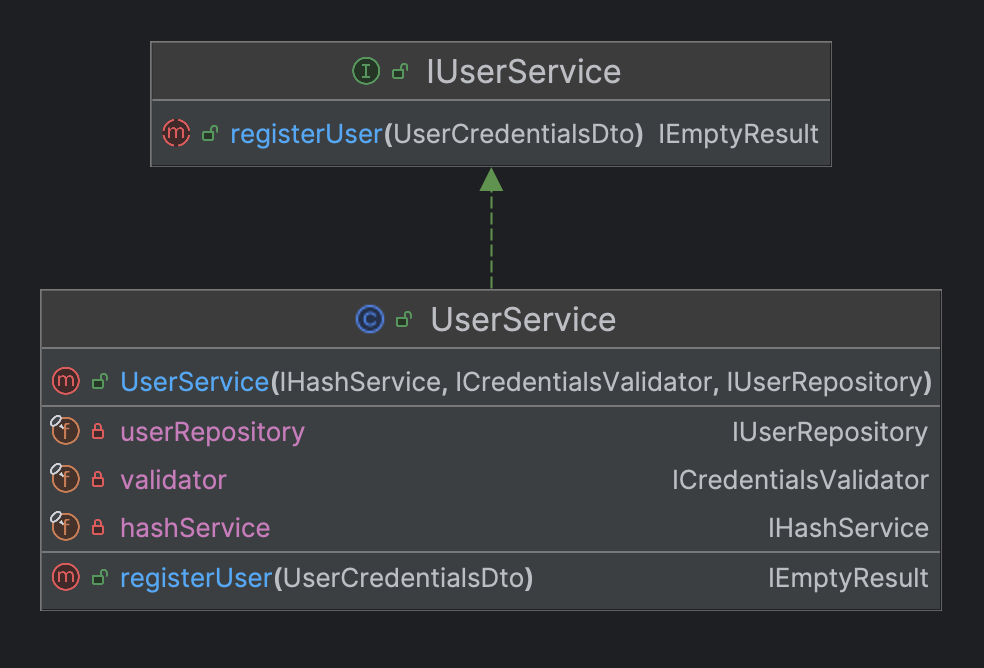 I IUserService
m registerUser(UserCredentialsDto) IEmptyResult
C UserService
m UserService(IHashService, ICredentialsValidator, IUserRepository)
f userRepository IUserRepository
f validator ICredentialsValidator
f hashService IHashService
m registerUser(UserCredentialsDto) IEmptyResult